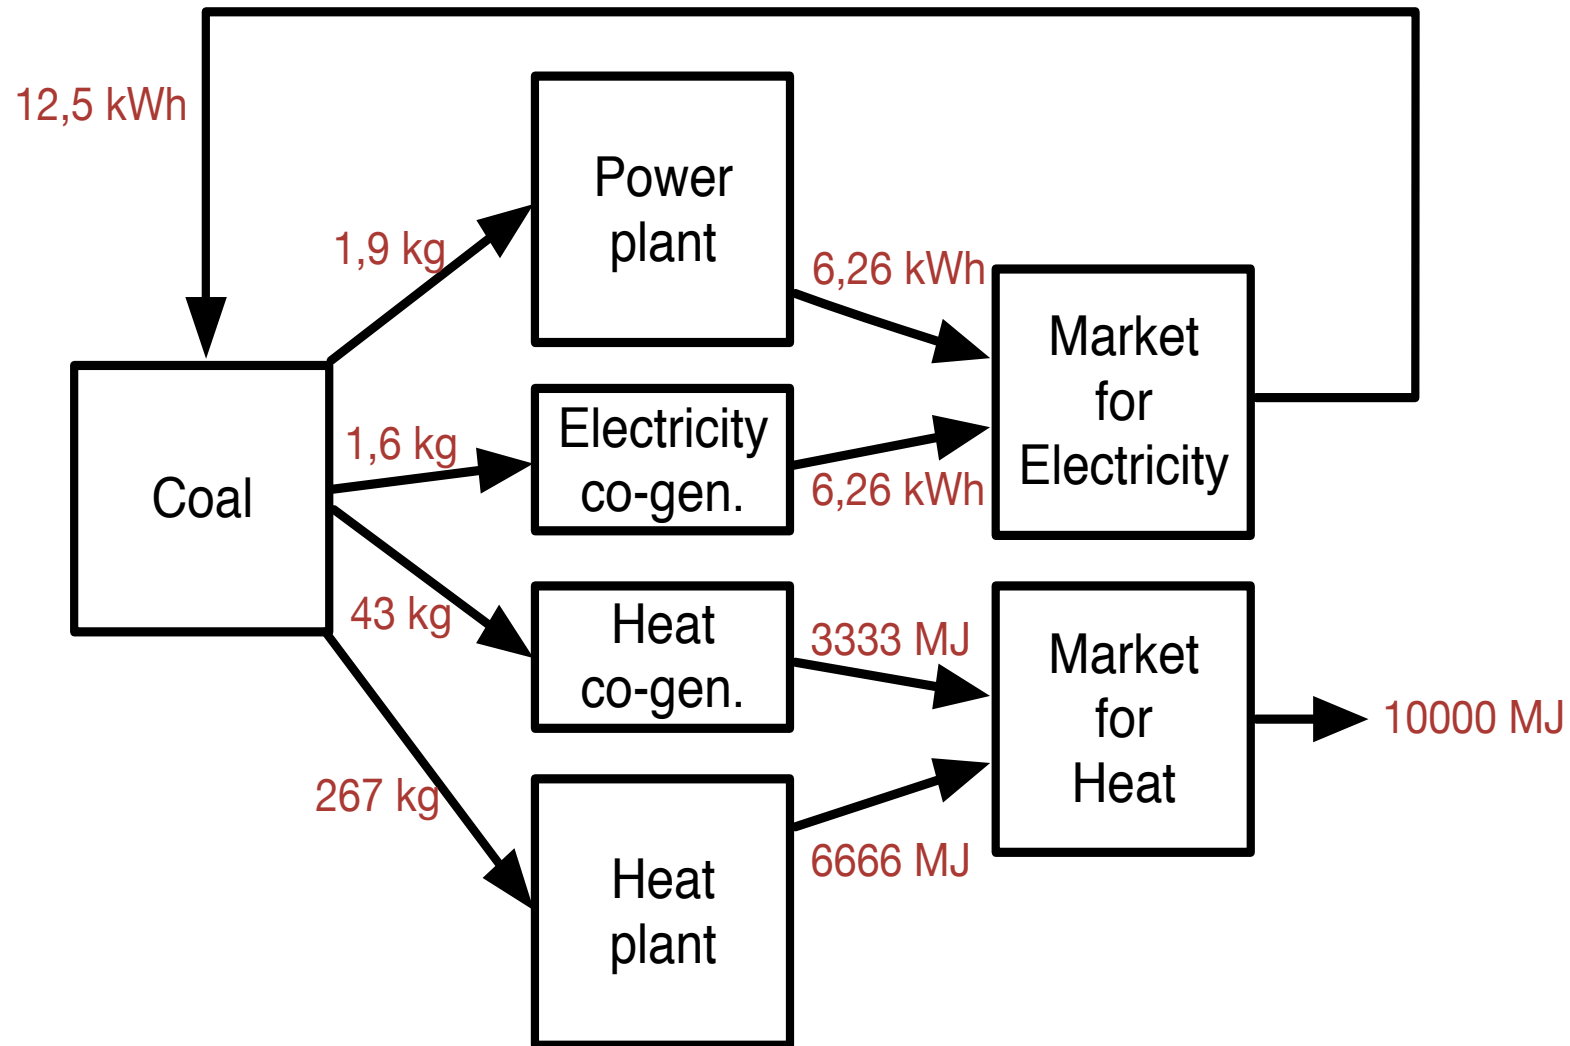 12,5 kWh
Power
plant
1,9 kg
6,26 kWh
Market
for
Electricity
Electricity
co-gen.
1,6 kg
6,26 kWh
Coal
43 kg
Heat
co-gen.
3333 MJ
Market
for
Heat
10000 MJ
267 kg
6666 MJ
Heat
plant